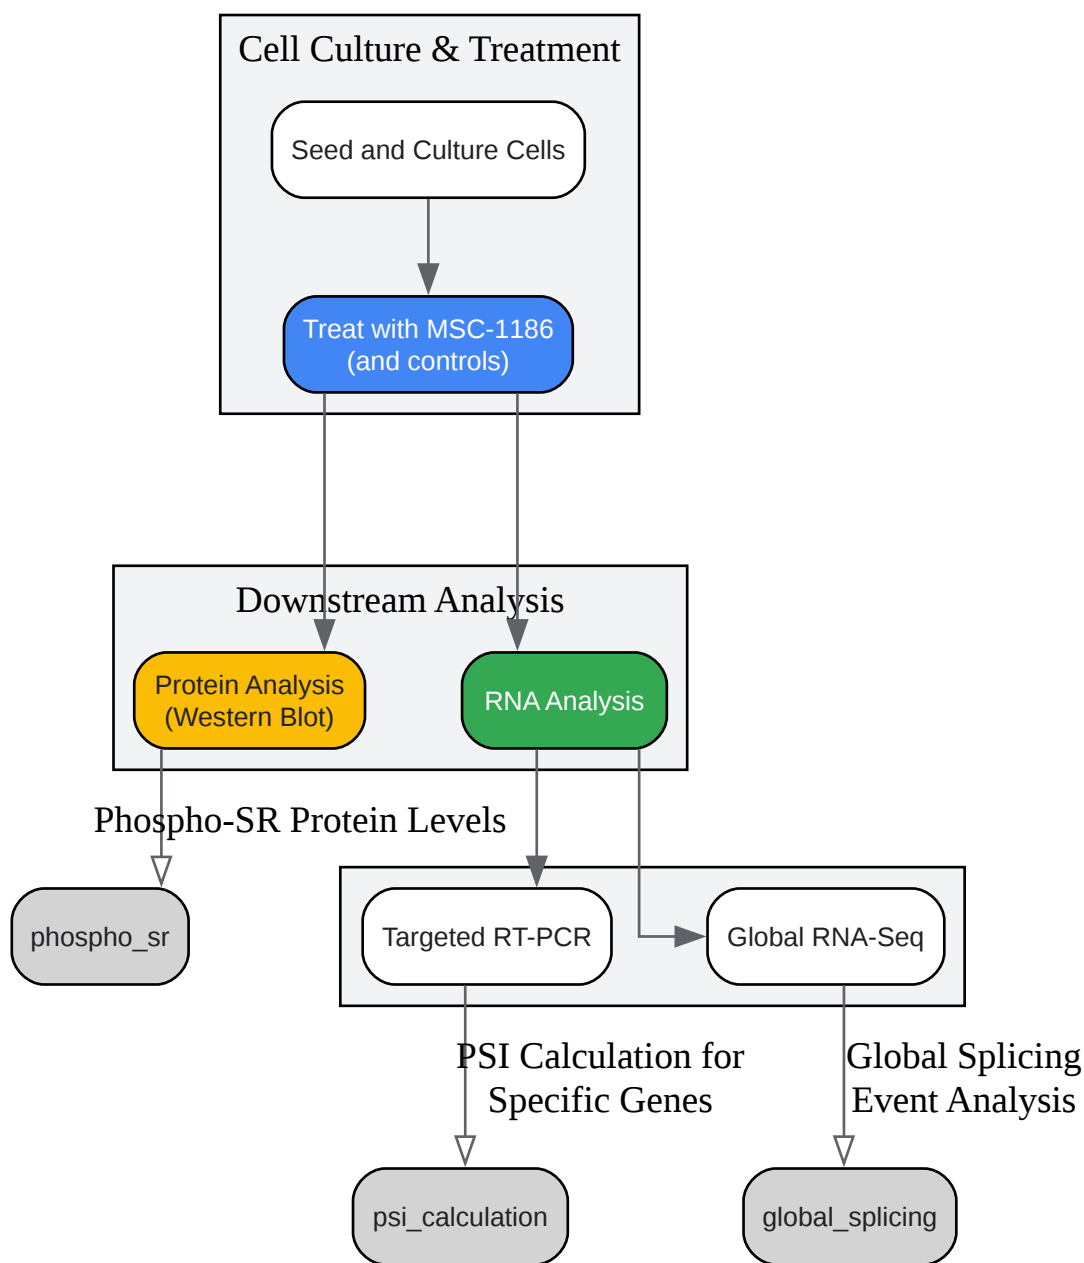 Cell Culture & Treatment
Seed and Culture Cells
Treat with MSC-1186
(and controls)
Downstream Analysis
Protein Analysis
(Western Blot)
RNA Analysis
Phospho-SR Protein Levels
phospho_sr
Targeted RT-PCR
Global RNA-Seq
PSI Calculation for
Specific Genes
Global Splicing
Event Analysis
psi_calculation
global_splicing